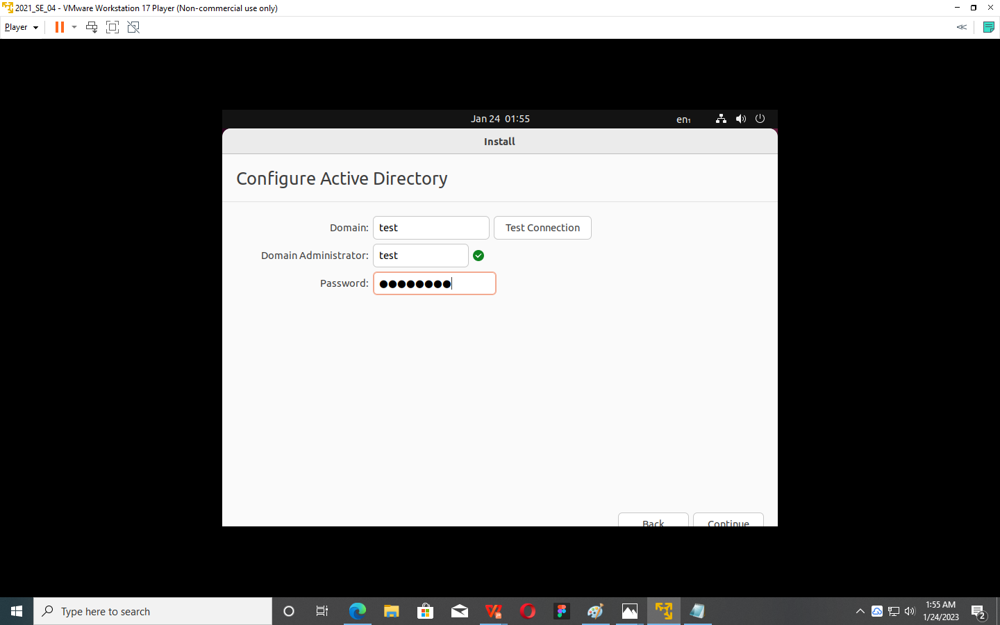 2021_SE_04 - VMware Workstation 17 Player (Non-commercial use only)
Player
Jan 24 01:55
en₁
Install
Configure Active Directory
Domain: test Test Connection
Domain Administrator: test
Password: ●●●●●●●●
Back Continue
Type here to search
1:55 AM
1/24/2023
2